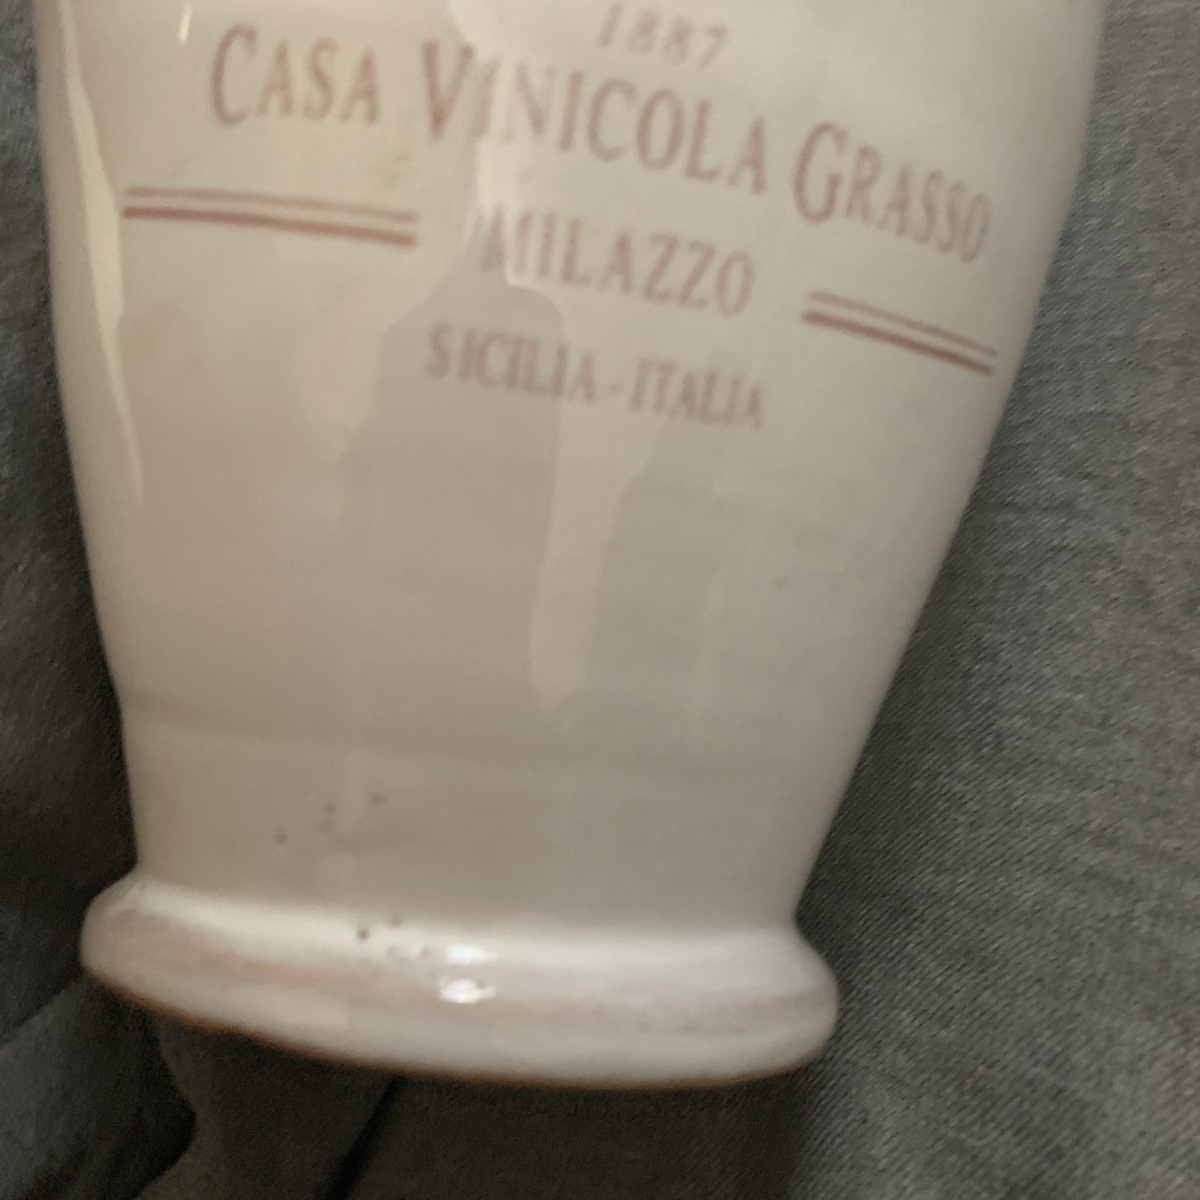 1887
CASA VINICOLA GRASSO
MILAZZO
SICILIA - ITALIA